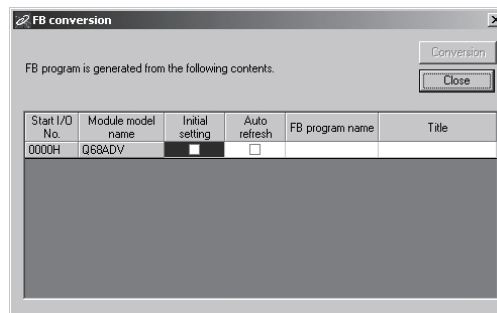 FB conversion
Conversion
FB program is generated from the following contents.
Close
Start I/O No. Module model name Initial setting Auto refresh FB program name Title
0000H Q68ADV